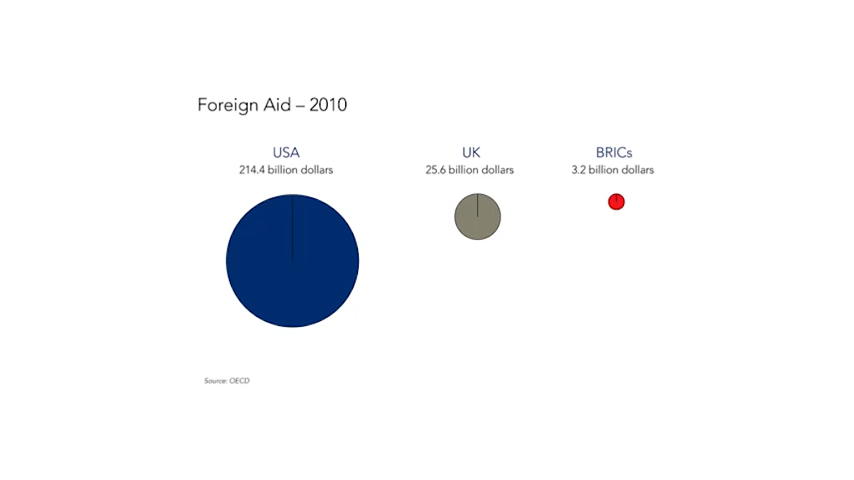 Foreign Aid – 2010
USA
214.4 billion dollars
UK
25.6 billion dollars
BRICs
3.2 billion dollars
Source: OECD